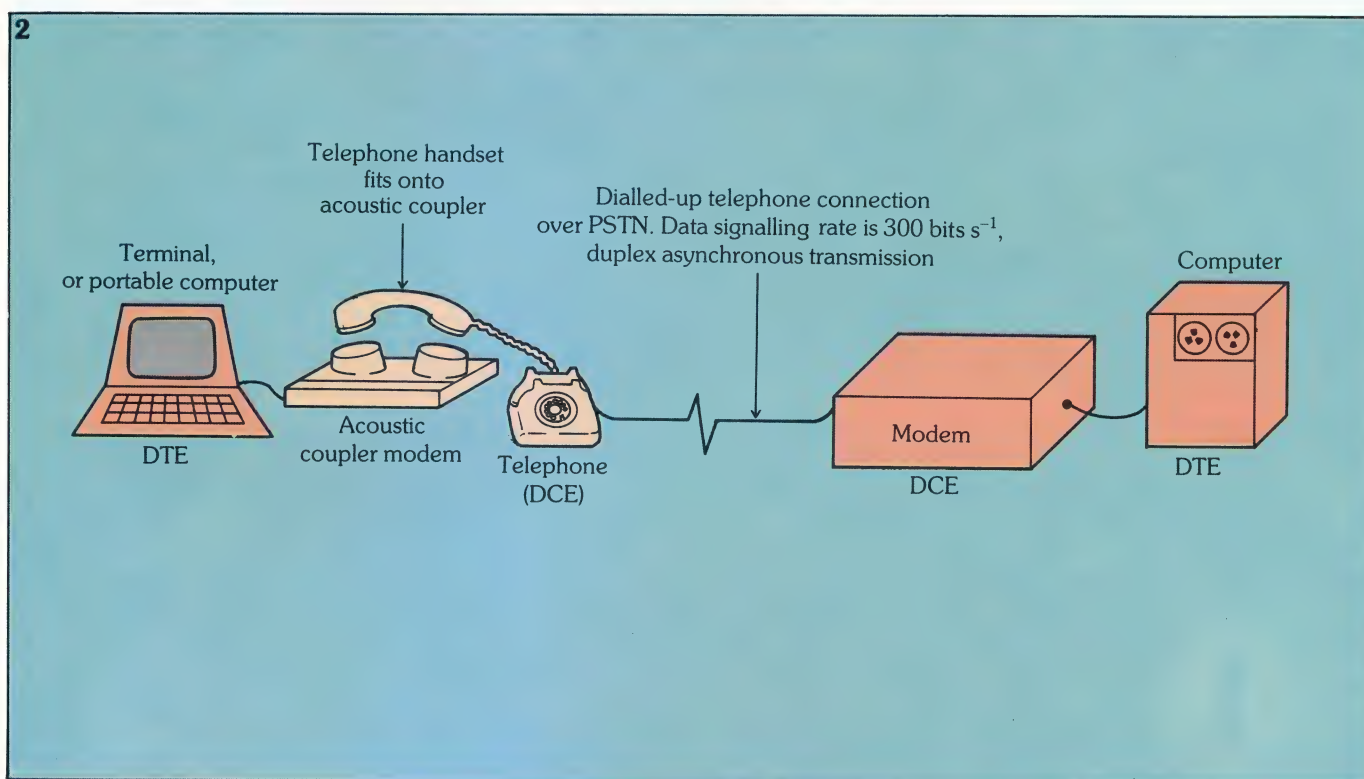 2
Telephone handset
fits onto
acoustic coupler
Dialled-up telephone connection
over PSTN. Data signalling rate is 300 bits s⁻¹,
duplex asynchronous transmission
Terminal,
or portable computer
Computer
DTE
Acoustic
coupler modem
Telephone
(DCE)
Modem
DCE
DTE